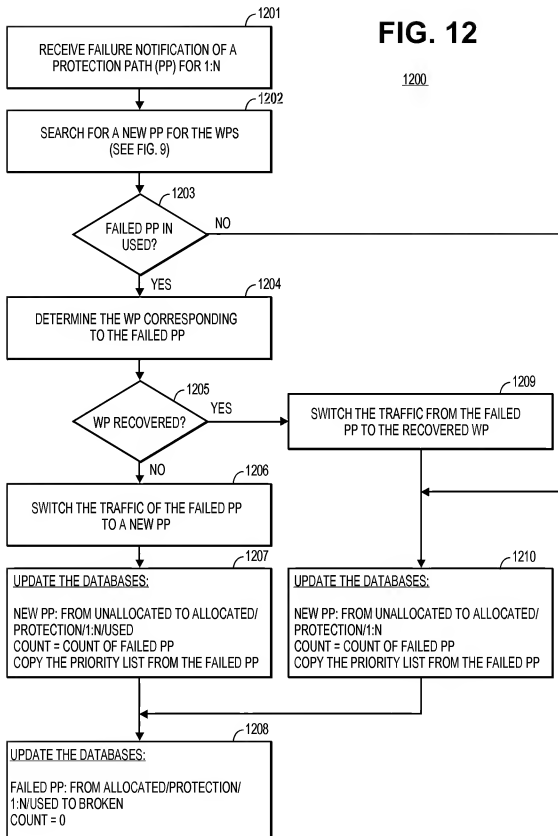 FIG. 12
1200
1201
RECEIVE FAILURE NOTIFICATION OF A
PROTECTION PATH (PP) FOR 1:N
1202
SEARCH FOR A NEW PP FOR THE WPS
(SEE FIG. 9)
1203
FAILED PP IN
USED?
NO
YES
1204
DETERMINE THE WP CORRESPONDING
TO THE FAILED PP
1205
WP RECOVERED?
YES
NO
1209
SWITCH THE TRAFFIC FROM THE FAILED
PP TO THE RECOVERED WP
1206
SWITCH THE TRAFFIC OF THE FAILED PP
TO A NEW PP
1207
UPDATE THE DATABASES:
NEW PP: FROM UNALLOCATED TO ALLOCATED/
PROTECTION/1:N/USED
COUNT = COUNT OF FAILED PP
COPY THE PRIORITY LIST FROM THE FAILED PP
1210
UPDATE THE DATABASES:
NEW PP: FROM UNALLOCATED TO ALLOCATED/
PROTECTION/1:N
COUNT = COUNT OF FAILED PP
COPY THE PRIORITY LIST FROM THE FAILED PP
1208
UPDATE THE DATABASES:
FAILED PP: FROM ALLOCATED/PROTECTION/
1:N/USED TO BROKEN
COUNT = 0